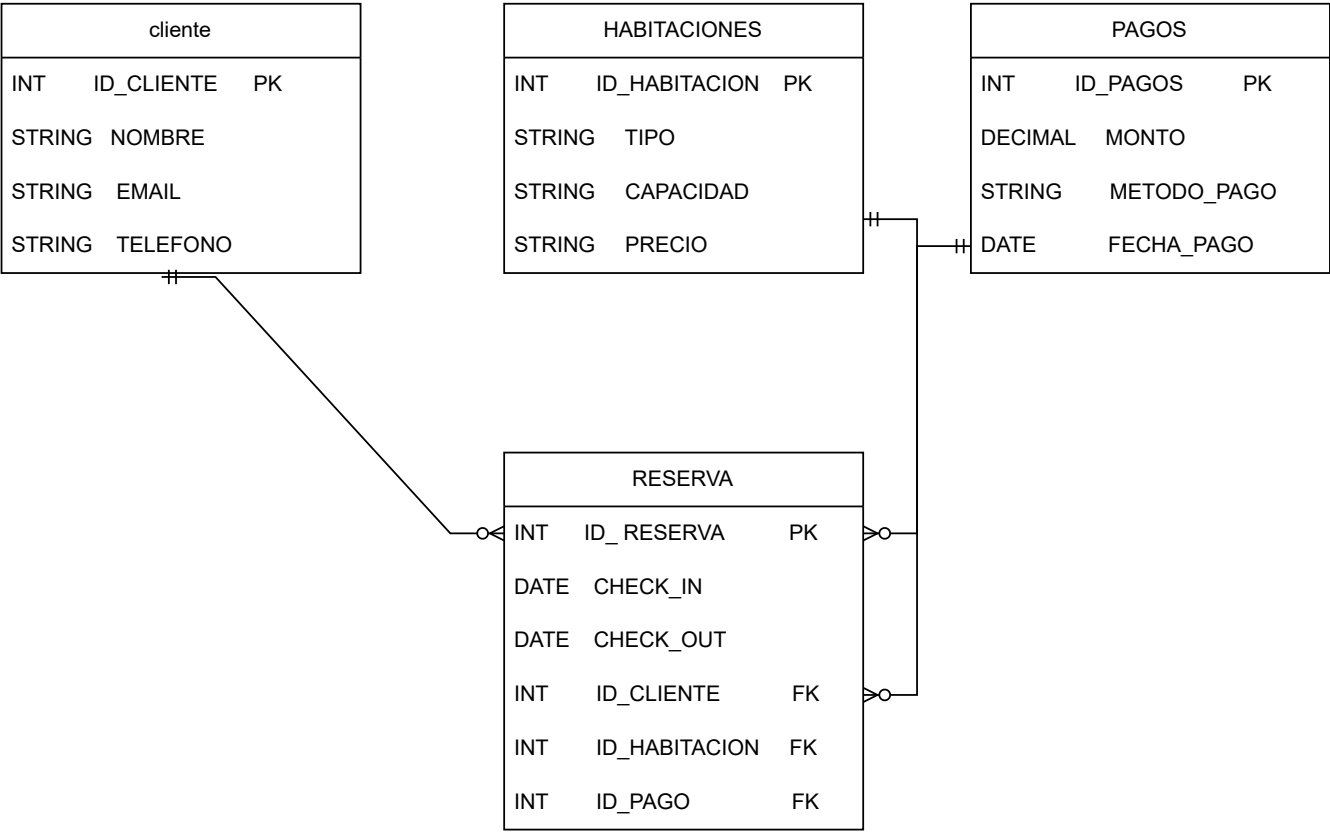 cliente
INT ID_CLIENTE PK
STRING NOMBRE
STRING EMAIL
STRING TELEFONO
HABITACIONES
INT ID_HABITACION PK
STRING TIPO
STRING CAPACIDAD
STRING PRECIO
PAGOS
INT ID_PAGOS PK
DECIMAL MONTO
STRING METODO_PAGO
DATE FECHA_PAGO
RESERVA
INT ID_ RESERVA PK
DATE CHECK_IN
DATE CHECK_OUT
INT ID_CLIENTE FK
INT ID_HABITACION FK
INT ID_PAGO FK